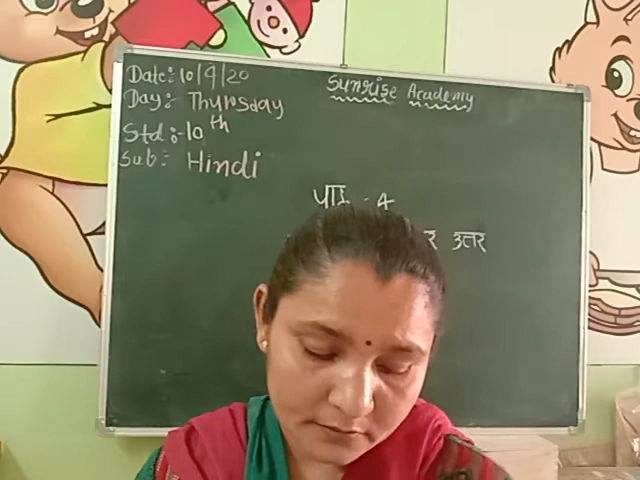 Date:-10/9/20
Day:- Thursday
Std:-10th
Sub:- Hindi
Sunrise Academy
पाठ -4
उत्तर